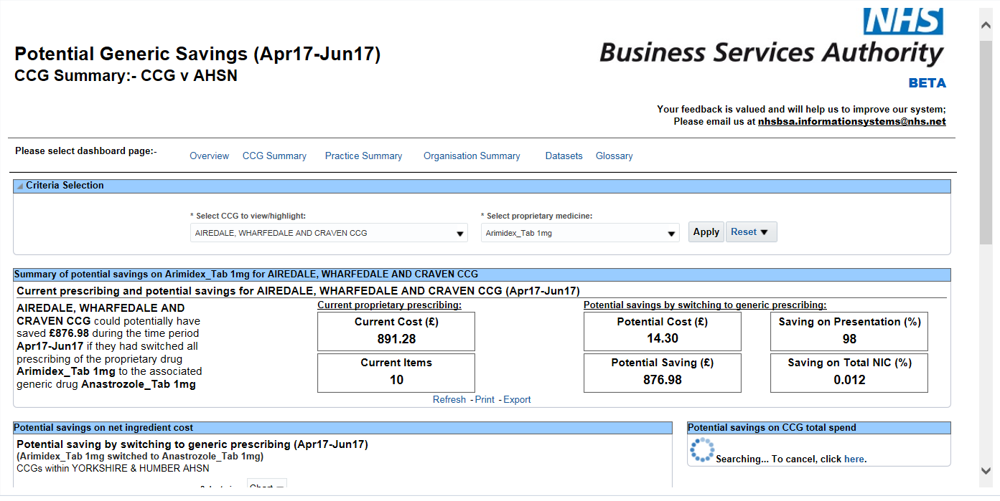 NHS
Business Services Authority
BETA
Potential Generic Savings (Apr17-Jun17)
CCG Summary:- CCG v AHSN
Your feedback is valued and will help us to improve our system;
Please email us at nhsbsa.informationsystems@nhs.net
Please select dashboard page:-
Overview CCG Summary Practice Summary Organisation Summary Datasets Glossary
Criteria Selection
* Select CCG to view/highlight:
AIREDALE, WHARFEDALE AND CRAVEN CCG
* Select proprietary medicine:
Arimidex_Tab 1mg
Apply Reset
Summary of potential savings on Arimidex_Tab 1mg for AIREDALE, WHARFEDALE AND CRAVEN CCG
Current prescribing and potential savings for AIREDALE, WHARFEDALE AND CRAVEN CCG (Apr17-Jun17)
AIREDALE, WHARFEDALE AND
CRAVEN CCG could potentially have
saved £876.98 during the time period
Apr17-Jun17 if they had switched all
prescribing of the proprietary drug
Arimidex_Tab 1mg to the associated
generic drug Anastrozole_Tab 1mg
Current proprietary prescribing:
Current Cost (£)
891.28
Current Items
10
Potential savings by switching to generic prescribing:
Potential Cost (£)
14.30
Saving on Presentation (%)
98
Potential Saving (£)
876.98
Saving on Total NIC (%)
0.012
Refresh - Print - Export
Potential savings on net ingredient cost
Potential saving by switching to generic prescribing (Apr17-Jun17)
(Arimidex_Tab 1mg switched to Anastrozole_Tab 1mg)
CCGs within YORKSHIRE & HUMBER AHSN
Chart
Potential savings on CCG total spend
Searching... To cancel, click here.